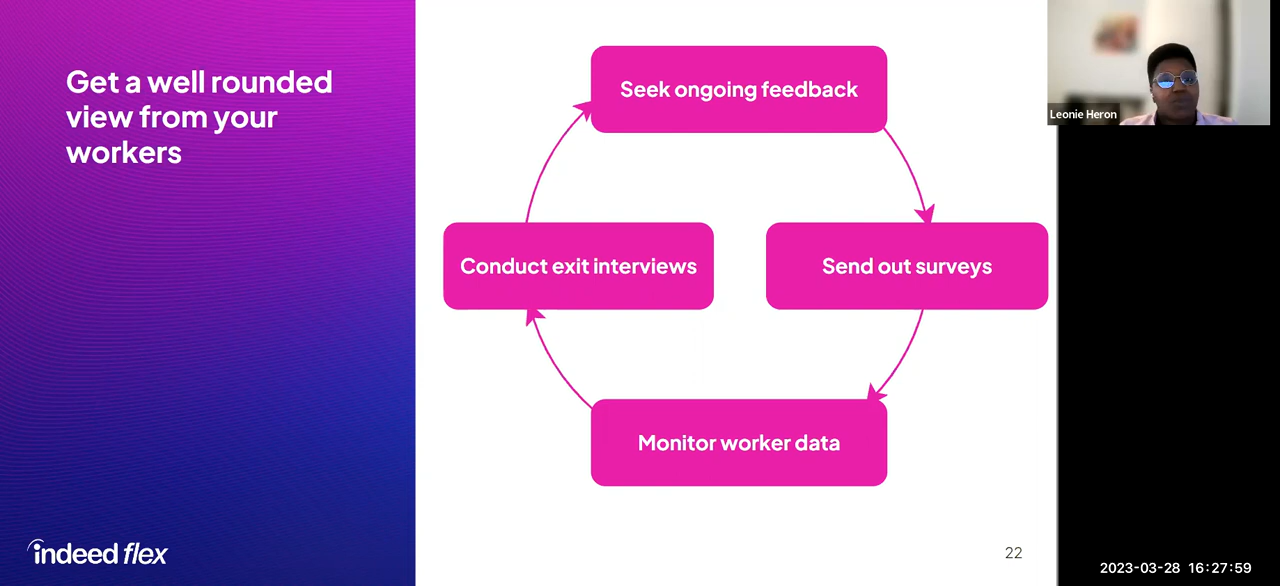 Get a well rounded
view from your
workers
Seek ongoing feedback
Conduct exit interviews
Send out surveys
Monitor worker data
indeed flex
22
Leonie Heron
2023-03-28 16:27:59